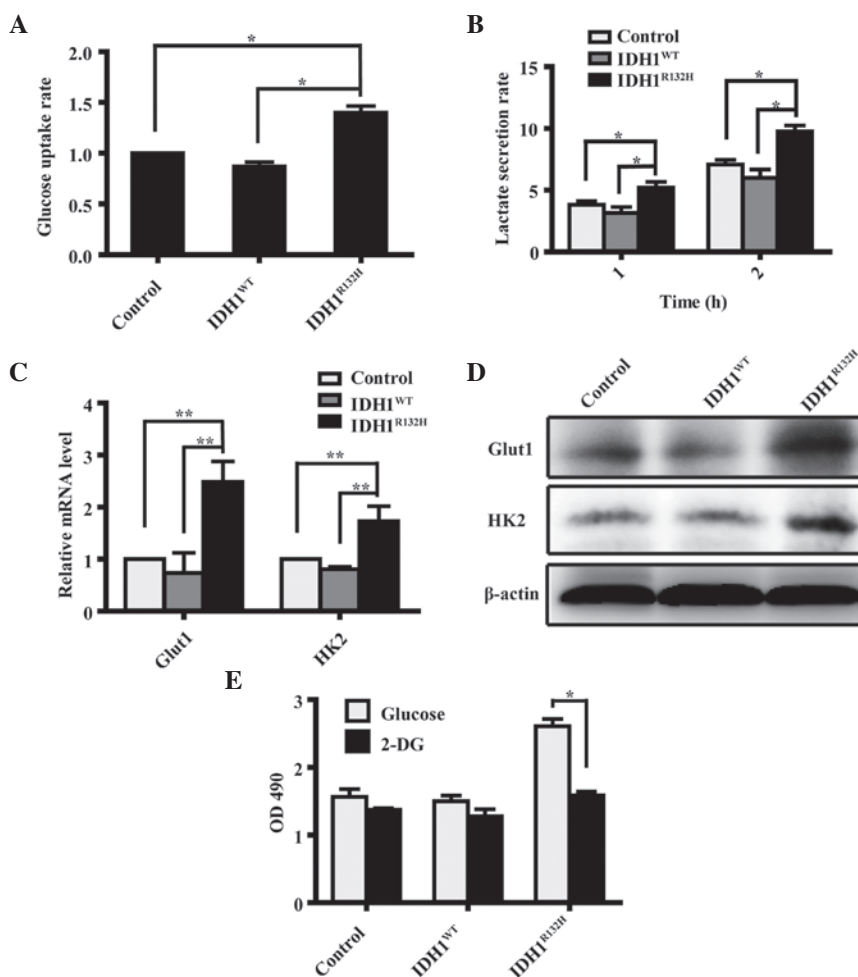 A
Glucose uptake rate
2.0
1.5
1.0
0.5
0.0
*
*
Control
IDH1WT
IDH1R132H
B
Control
IDH1WT
IDH1R132H
Lactate secretion rate
15
10
5
0
*
*
*
*
1
2
Time (h)
C
Control
IDH1WT
IDH1R132H
Relative mRNA level
4
3
2
1
0
**
**
**
**
Glut1
HK2
D
Control
IDH1WT
IDH1R132H
Glut1
HK2
β-actin
E
Glucose
2-DG
OD 490
3
2
1
0
*
Control
IDH1WT
IDH1R132H